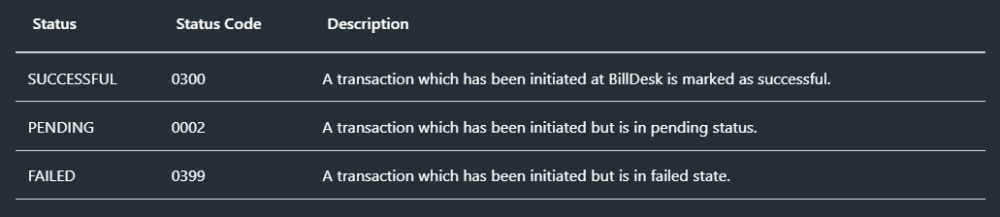 Status Status Code Description
SUCCESSFUL 0300 A transaction which has been initiated at BillDesk is marked as successful.
PENDING 0002 A transaction which has been initiated but is in pending status.
FAILED 0399 A transaction which has been initiated but is in failed state.